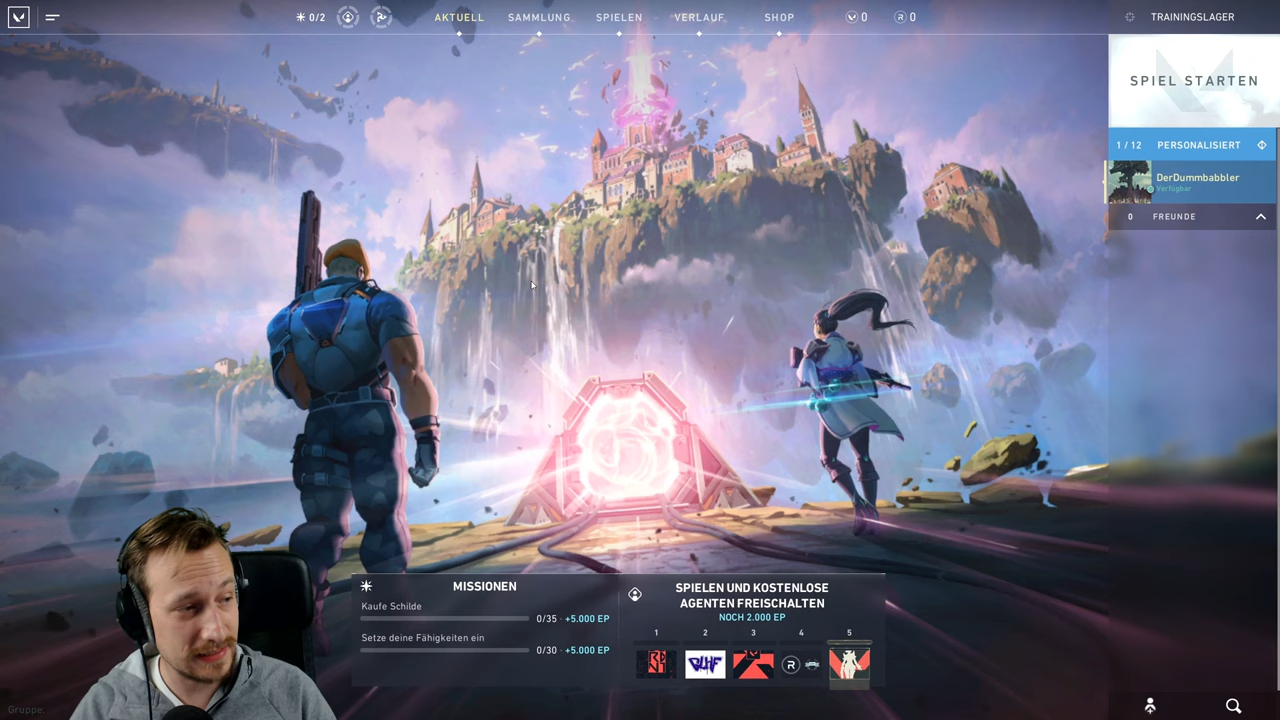 0/2
AKTUELL
SAMMLUNG
SPIELEN
VERLAUF
SHOP
0
R 0
TRAININGSLAGER
SPIEL STARTEN
1 / 12 PERSONALISIERT
DerDummbabbler
Verfügbar
0 FREUNDE
MISSIONEN
Kaufe Schilde
0/35 · +5.000 EP
Setze deine Fähigkeiten ein
0/30 · +5.000 EP
SPIELEN UND KOSTENLOSE
AGENTEN FREISCHALTEN
NOCH 2.000 EP
1 2 3 4 5
GLHF
R
Gruppe: